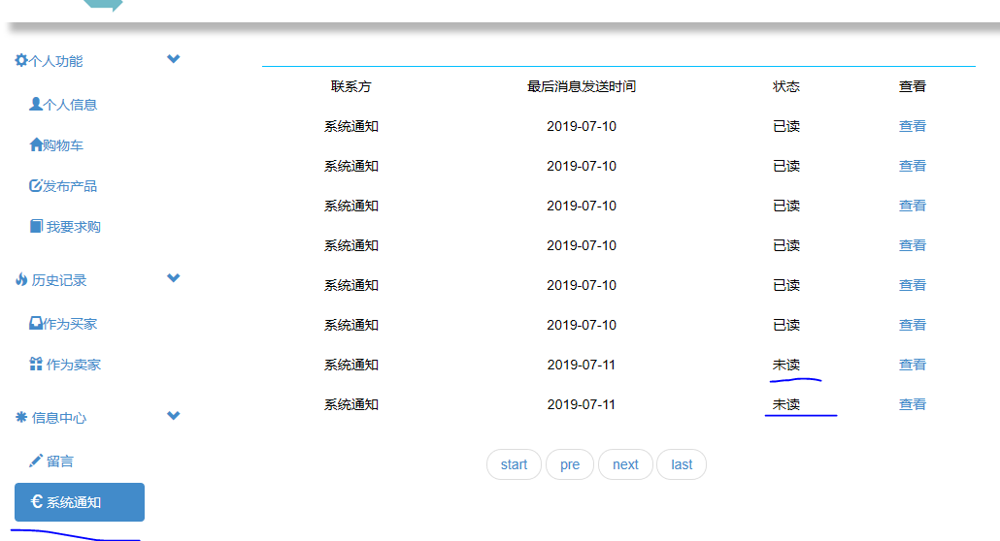 个人功能
个人信息
购物车
发布产品
我要求购
历史记录
作为买家
作为卖家
信息中心
留言
系统通知
联系方 最后消息发送时间 状态 查看
系统通知 2019-07-10 已读 查看
系统通知 2019-07-10 已读 查看
系统通知 2019-07-10 已读 查看
系统通知 2019-07-10 已读 查看
系统通知 2019-07-10 已读 查看
系统通知 2019-07-10 已读 查看
系统通知 2019-07-11 未读 查看
系统通知 2019-07-11 未读 查看
start pre next last